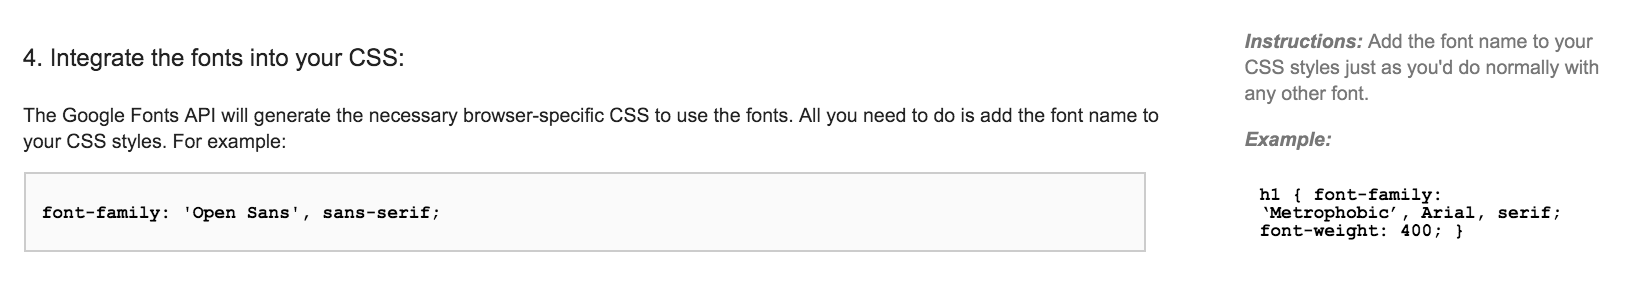 4. Integrate the fonts into your CSS:
The Google Fonts API will generate the necessary browser-specific CSS to use the fonts. All you need to do is add the font name to
your CSS styles. For example:
font-family: 'Open Sans', sans-serif;
Instructions: Add the font name to your
CSS styles just as you'd do normally with
any other font.
Example:
h1 { font-family:
‘Metrophobic’, Arial, serif;
font-weight: 400; }